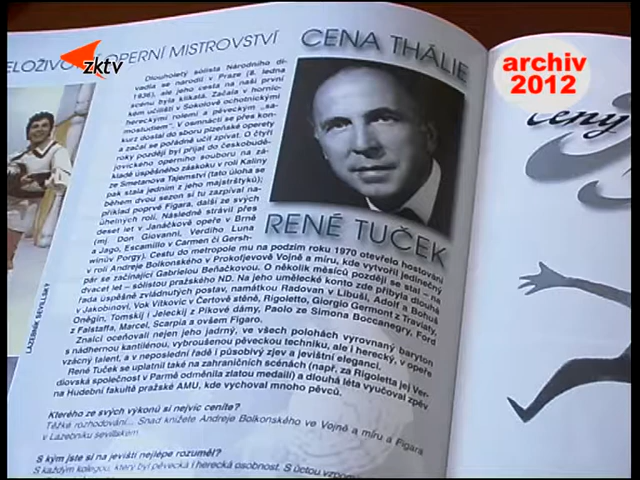 OPERNÍ MISTROVSTVÍ
CENA THÁLIE
zktv
archiv
2012
Ceny
Dlouholetý sólista Národního di-
vadla se narodil v Praze (8. ledna
1936), ale jeho cesta na naši první
scénu byla klikatá. Začala v hornic-
kém učilišti v Sokolově ochotnickými
hereckými rolemi a pěveckým „sa-
mostudiem“. V osmnácti se přes kon-
kurz dostal do sboru plzeňské operety
a začal se pořádně učit zpívat. O čtyři
roky později byl přijat do českobudě-
jovického operního souboru na zá-
kladě úspěšného záskoku v roli Kaliny
ze Smetanova Tajemství (tato úloha se
pak stala jedním z jeho majstrštyků);
během dvou sezon si tu zazpíval na-
příklad poprvé Figara, další ze svých
úhelných rolí. Následně strávil přes
deset let v Janáčkově opeře v Brně
(mj. Don Giovanni, Verdiho Luna
a Jago, Escamillo v Carmen či Gersh-
winův Porgy). Cestu do metropole mu na podzim roku 1970 otevřelo hostování
v roli Andreje Bolkonského v Prokofjevově Vojně a míru, kde vytvořil jedinečný
pár se začínající Gabrielou Beňačkovou. O několik měsíců později se stal – na
dvacet let – sólistou pražského ND. Na jeho umělecké konto zde přibyla dlouhá
řada úspěšně zvládnutých postav, namátkou Radovan v Libuši, Adolf a Bohuš
v Jakobínovi, Vok Vítkovic v Čertově stěně, Rigoletto, Giorgio Germont z Traviaty,
Oněgin, Tomskij i Jeleckij z Pikové dámy, Paolo ze Simona Boccanegry, Ford
z Falstaffa, Marcel, Scarpia a ovšem Figaro.
Znalci oceňovali nejen jeho jadrný, ve všech polohách vyrovnaný baryton
s nádhernou kantilénou, vybroušenou pěveckou techniku, ale i herecký, v opeře
vzácný talent, a v neposlední řadě i působivý zjev a jevištní eleganci.
René Tuček se uplatnil také na zahraničních scénách (např. za Rigoletta jej Ver-
diovská společnost v Parmě odměnila zlatou medailí) a dlouhá léta vyučoval zpěv
na Hudební fakultě pražské AMU, kde vychoval mnoho pěvců.
RENÉ TUČEK
LAZEBNÍK SEVILLSKÝ
Kterého ze svých výkonů si nejvíc ceníte?
Těžké rozhodování... Snad knížete Andreje Bolkonského ve Vojně a míru a Figara
v Lazebníku sevillském.
S kým jste si na jevišti nejlépe rozuměl?
S každým kolegou, který byl pěvecká i herecká osobnost. S úctou